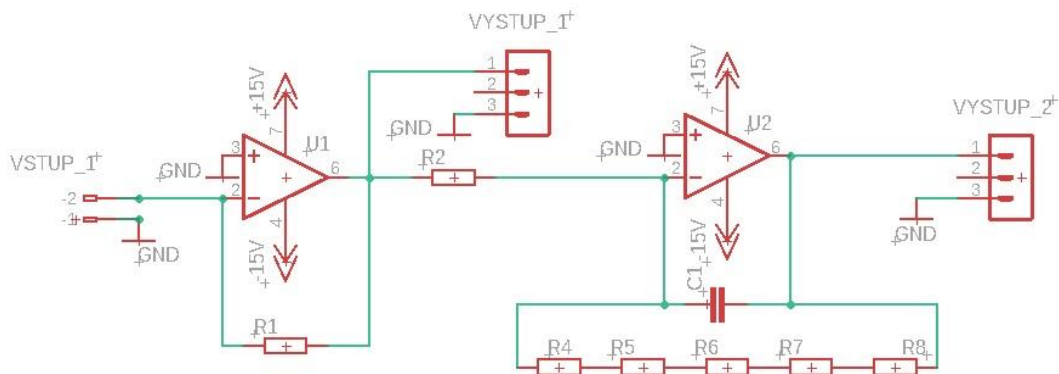 VYSTUP_1
1
2
3
GND
+15V
7
U1
3
GND
2
6
4
-15V
VSTUP_1
-2
-1
GND
R1
R2
+15V
7
U2
3
GND
2
6
4
-15V
C1
R4
R5
R6
R7
R8
VYSTUP_2
1
2
3
GND